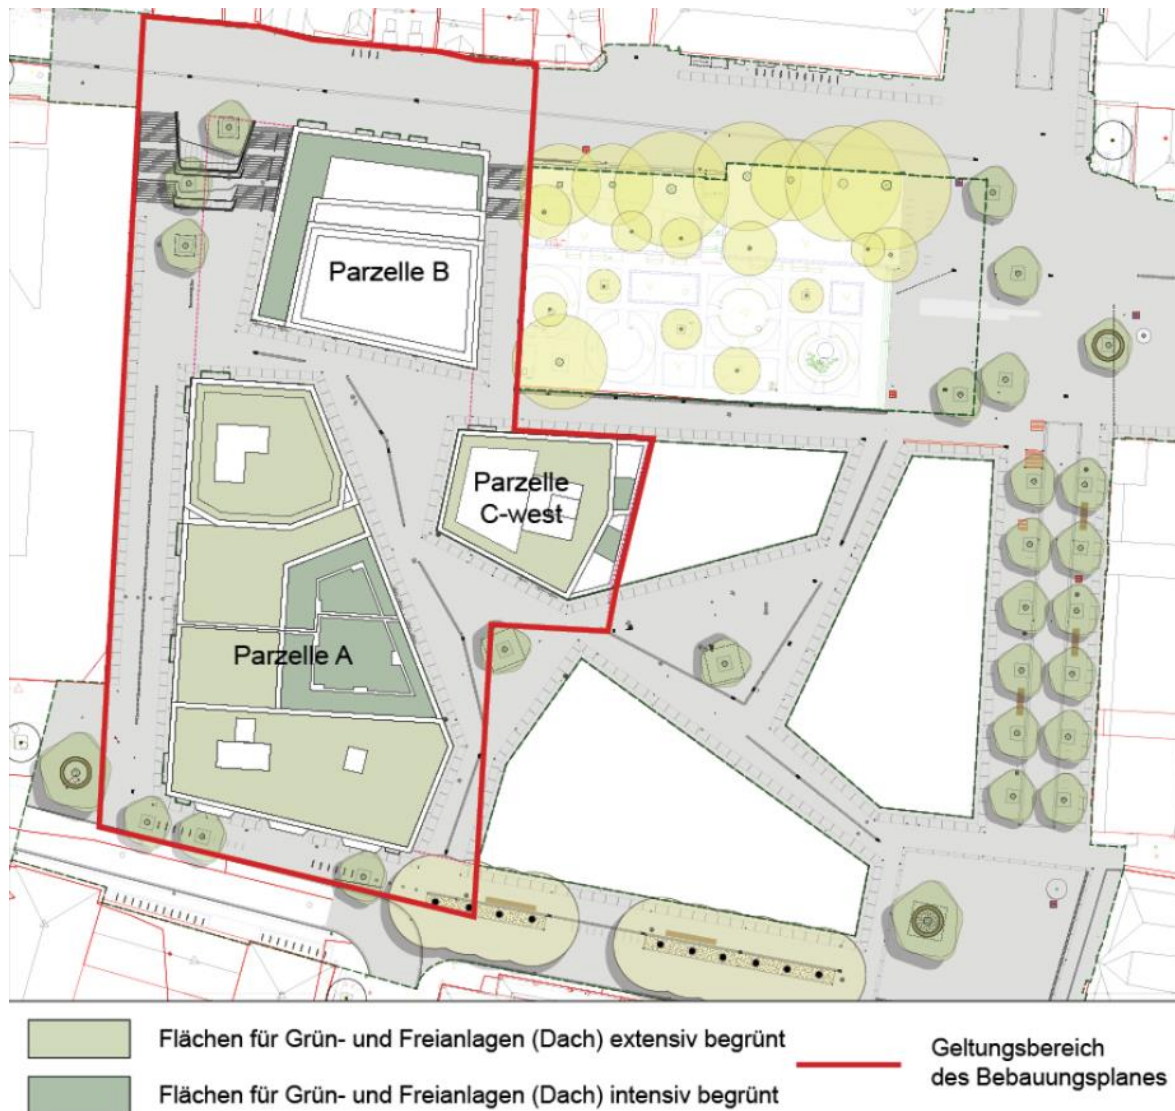 Parzelle B
Parzelle
C-west
Parzelle A
Flächen für Grün- und Freianlagen (Dach) extensiv begrünt
Flächen für Grün- und Freianlagen (Dach) intensiv begrünt
Geltungsbereich
des Bebauungsplanes